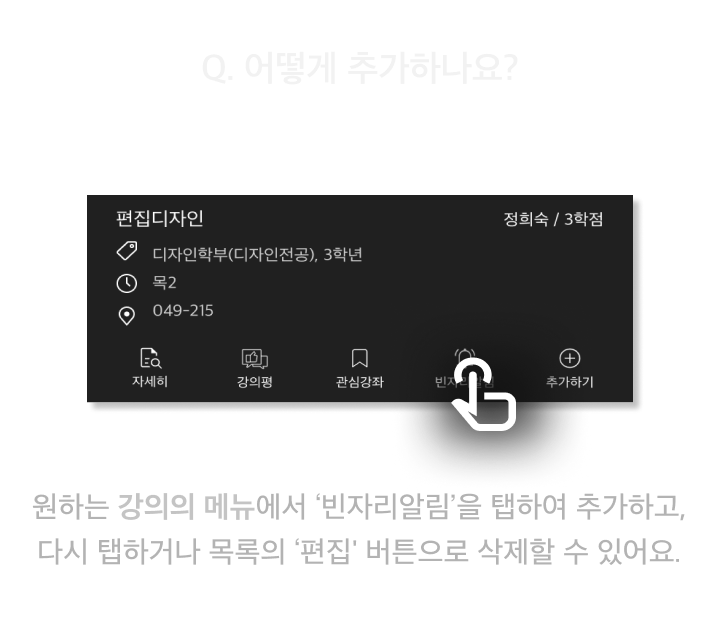 Q. 어떻게 추가하나요?
편집디자인
정희숙 / 3학점
디자인학부(디자인전공), 3학년
목2
049-215
자세히
강의평
관심강좌
추가하기
원하는 강의의 메뉴에서 ‘빈자리알림’을 탭하여 추가하고,
다시 탭하거나 목록의 ‘편집' 버튼으로 삭제할 수 있어요.